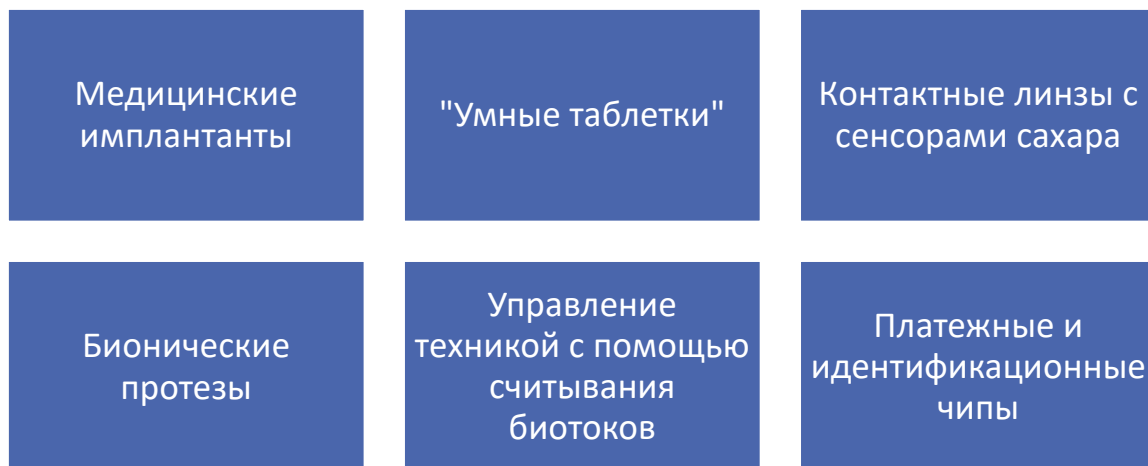 Медицинские
имплантанты
"Умные таблетки"
Контактные линзы с
сенсорами сахара
Бионические
протезы
Управление
техникой с помощью
считывания
биотоков
Платежные и
идентификационные
чипы